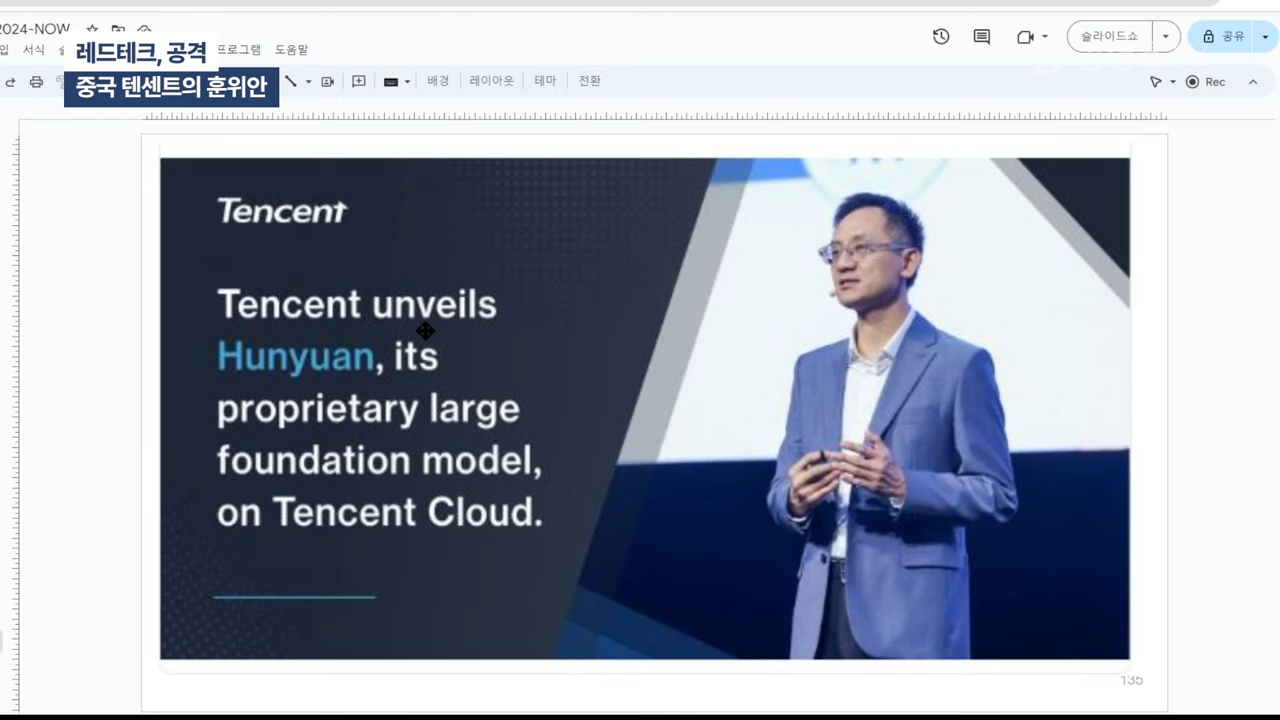 2024-NOW
입 서식
프로그램 도움말
슬라이드쇼
공유
레드테크, 공격
중국 텐센트의 훈위안
배경 레이아웃 테마 전환
Rec
Tencent
Tencent unveils
Hunyuan, its
proprietary large
foundation model,
on Tencent Cloud.
135